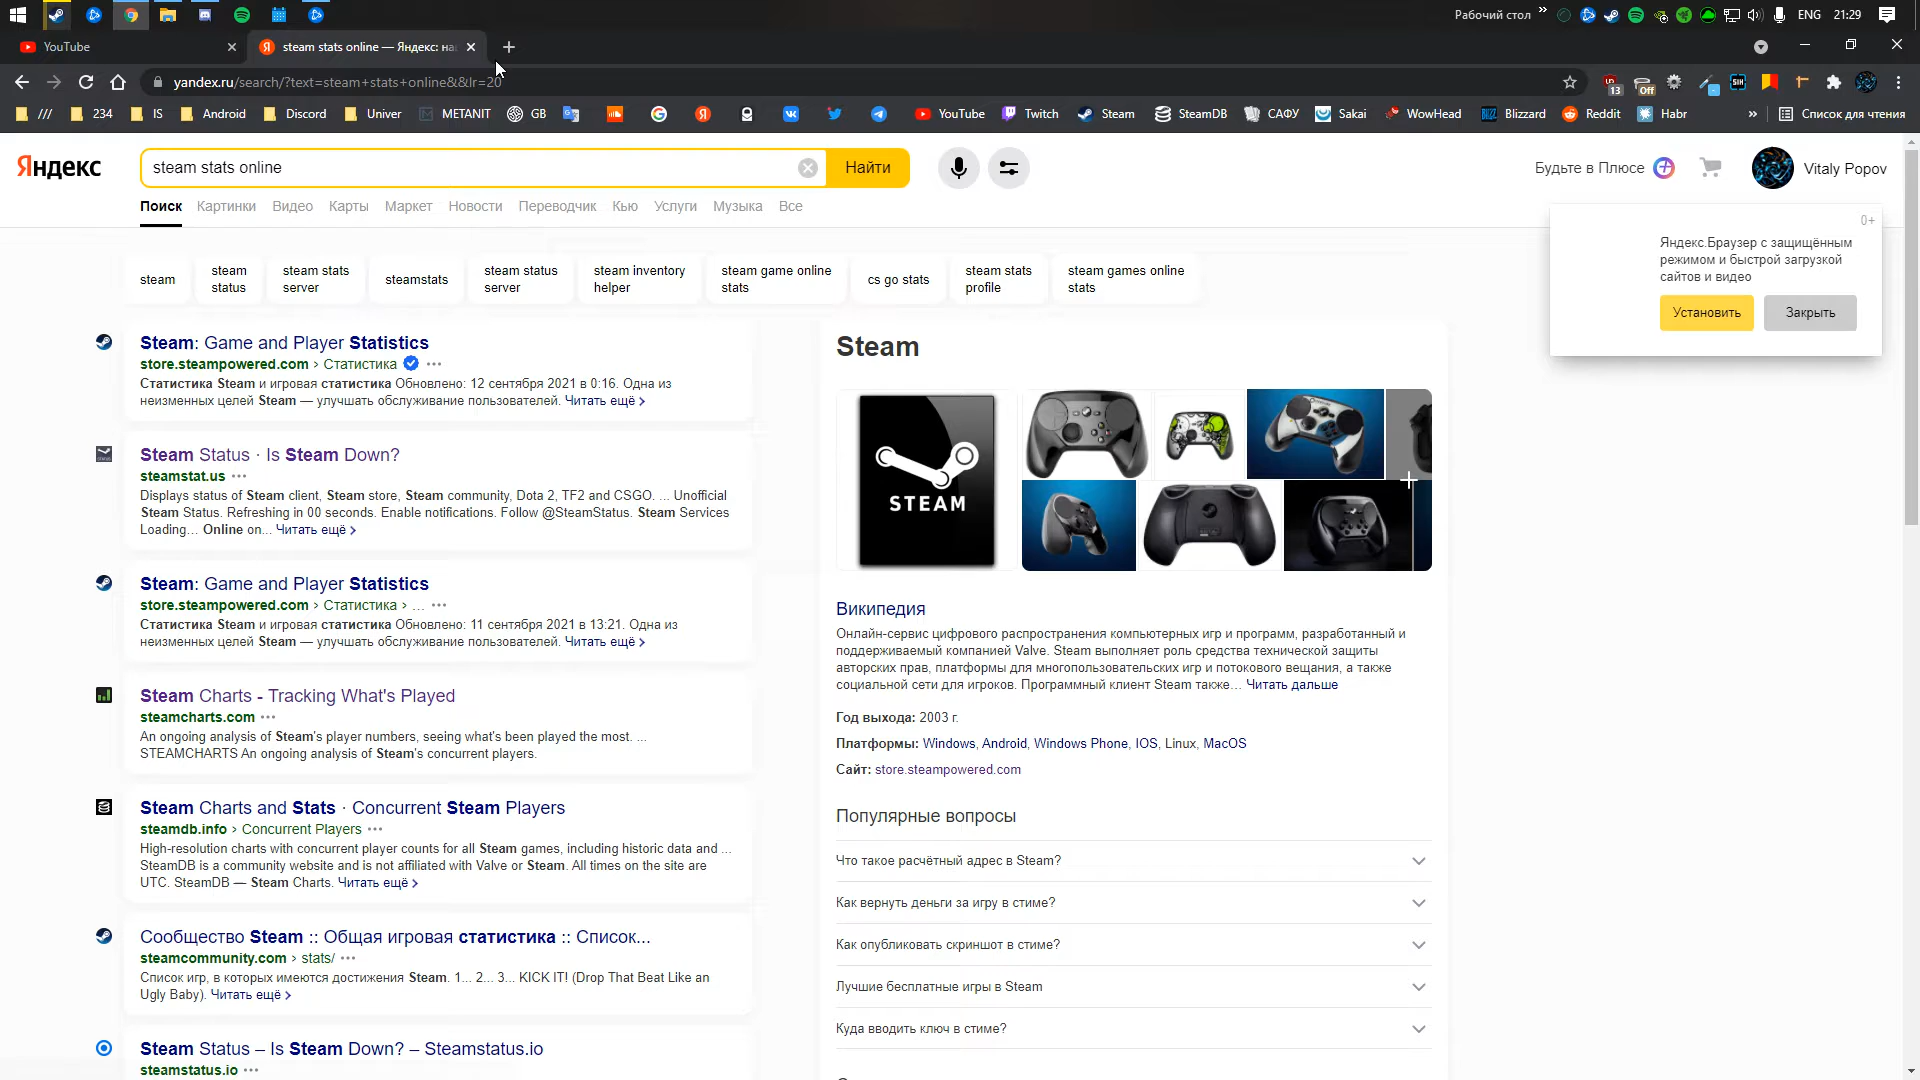 Рабочий стол
ENG
21:29
YouTube
steam stats online — Яндекс: на
yandex.ru/search/?text=steam+stats+online&&lr=20
13
Off
SIH
///
234
IS
Android
Discord
Univer
METANIT
GB
YouTube
Twitch
Steam
SteamDB
САФУ
Sakai
WowHead
Blizzard
Reddit
Habr
»
Список для чтения
Яндекс
steam stats online
Найти
Будьте в Плюсе
Vitaly Popov
Поиск
Картинки
Видео
Карты
Маркет
Новости
Переводчик
Кью
Услуги
Музыка
Все
0+
Яндекс.Браузер с защищённым
режимом и быстрой загрузкой
сайтов и видео
Установить
Закрыть
steam
steam
status
steam stats
server
steamstats
steam status
server
steam inventory
helper
steam game online
stats
cs go stats
steam stats
profile
steam games online
stats
Steam: Game and Player Statistics
store.steampowered.com › Статистика
Статистика Steam и игровая статистика Обновлено: 12 сентября 2021 в 0:16. Одна из
неизменных целей Steam — улучшать обслуживание пользователей. Читать ещё ›
Steam Status · Is Steam Down?
steamstat.us
Displays status of Steam client, Steam store, Steam community, Dota 2, TF2 and CSGO. ... Unofficial
Steam Status. Refreshing in 00 seconds. Enable notifications. Follow @SteamStatus. Steam Services
Loading... Online on... Читать ещё ›
Steam: Game and Player Statistics
store.steampowered.com › Статистика › ...
Статистика Steam и игровая статистика Обновлено: 11 сентября 2021 в 13:21. Одна из
неизменных целей Steam — улучшать обслуживание пользователей. Читать ещё ›
Steam Charts - Tracking What's Played
steamcharts.com
An ongoing analysis of Steam's player numbers, seeing what's been played the most. ...
STEAMCHARTS An ongoing analysis of Steam's concurrent players.
Steam Charts and Stats · Concurrent Steam Players
steamdb.info › Concurrent Players
High-resolution charts with concurrent player counts for all Steam games, including historic data and ...
SteamDB is a community website and is not affiliated with Valve or Steam. All times on the site are
UTC. SteamDB — Steam Charts. Читать ещё ›
Сообщество Steam :: Общая игровая статистика :: Список...
steamcommunity.com › stats/
Список игр, в которых имеются достижения Steam. 1... 2... 3... KICK IT! (Drop That Beat Like an
Ugly Baby). Читать ещё ›
Steam Status – Is Steam Down? – Steamstatus.io
steamstatus.io
Steam
STEAM
Википедия
Онлайн-сервис цифрового распространения компьютерных игр и программ, разработанный и
поддерживаемый компанией Valve. Steam выполняет роль средства технической защиты
авторских прав, платформы для многопользовательских игр и потокового вещания, а также
социальной сети для игроков. Программный клиент Steam также... Читать дальше
Год выхода: 2003 г.
Платформы: Windows, Android, Windows Phone, IOS, Linux, MacOS
Сайт: store.steampowered.com
Популярные вопросы
Что такое расчётный адрес в Steam?
Как вернуть деньги за игру в стиме?
Как опубликовать скриншот в стиме?
Лучшие бесплатные игры в Steam
Куда вводить ключ в стиме?